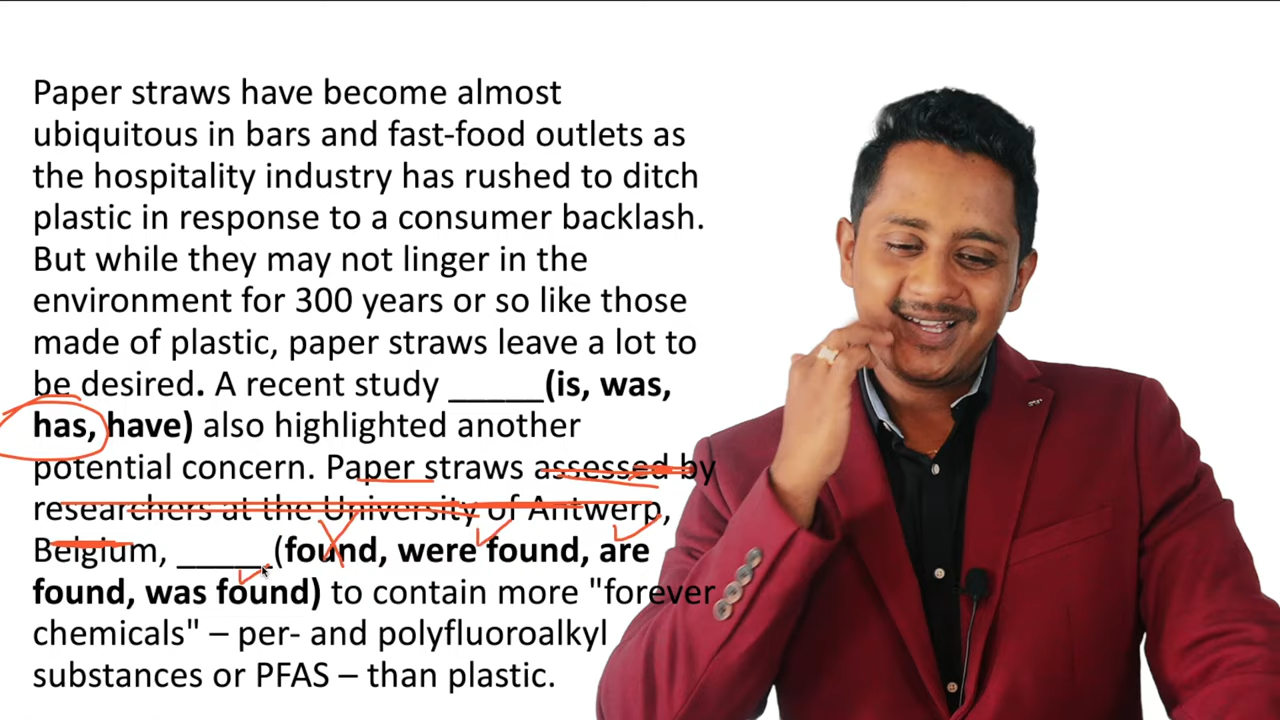 Paper straws have become almost
ubiquitous in bars and fast-food outlets as
the hospitality industry has rushed to ditch
plastic in response to a consumer backlash.
But while they may not linger in the
environment for 300 years or so like those
made of plastic, paper straws leave a lot to
be desired. A recent study _____(is, was,
has, have) also highlighted another
potential concern. Paper straws assessed by
researchers at the University of Antwerp,
Belgium, _____(found, were found, are
found, was found) to contain more "forever
chemicals" – per- and polyfluoroalkyl
substances or PFAS – than plastic.